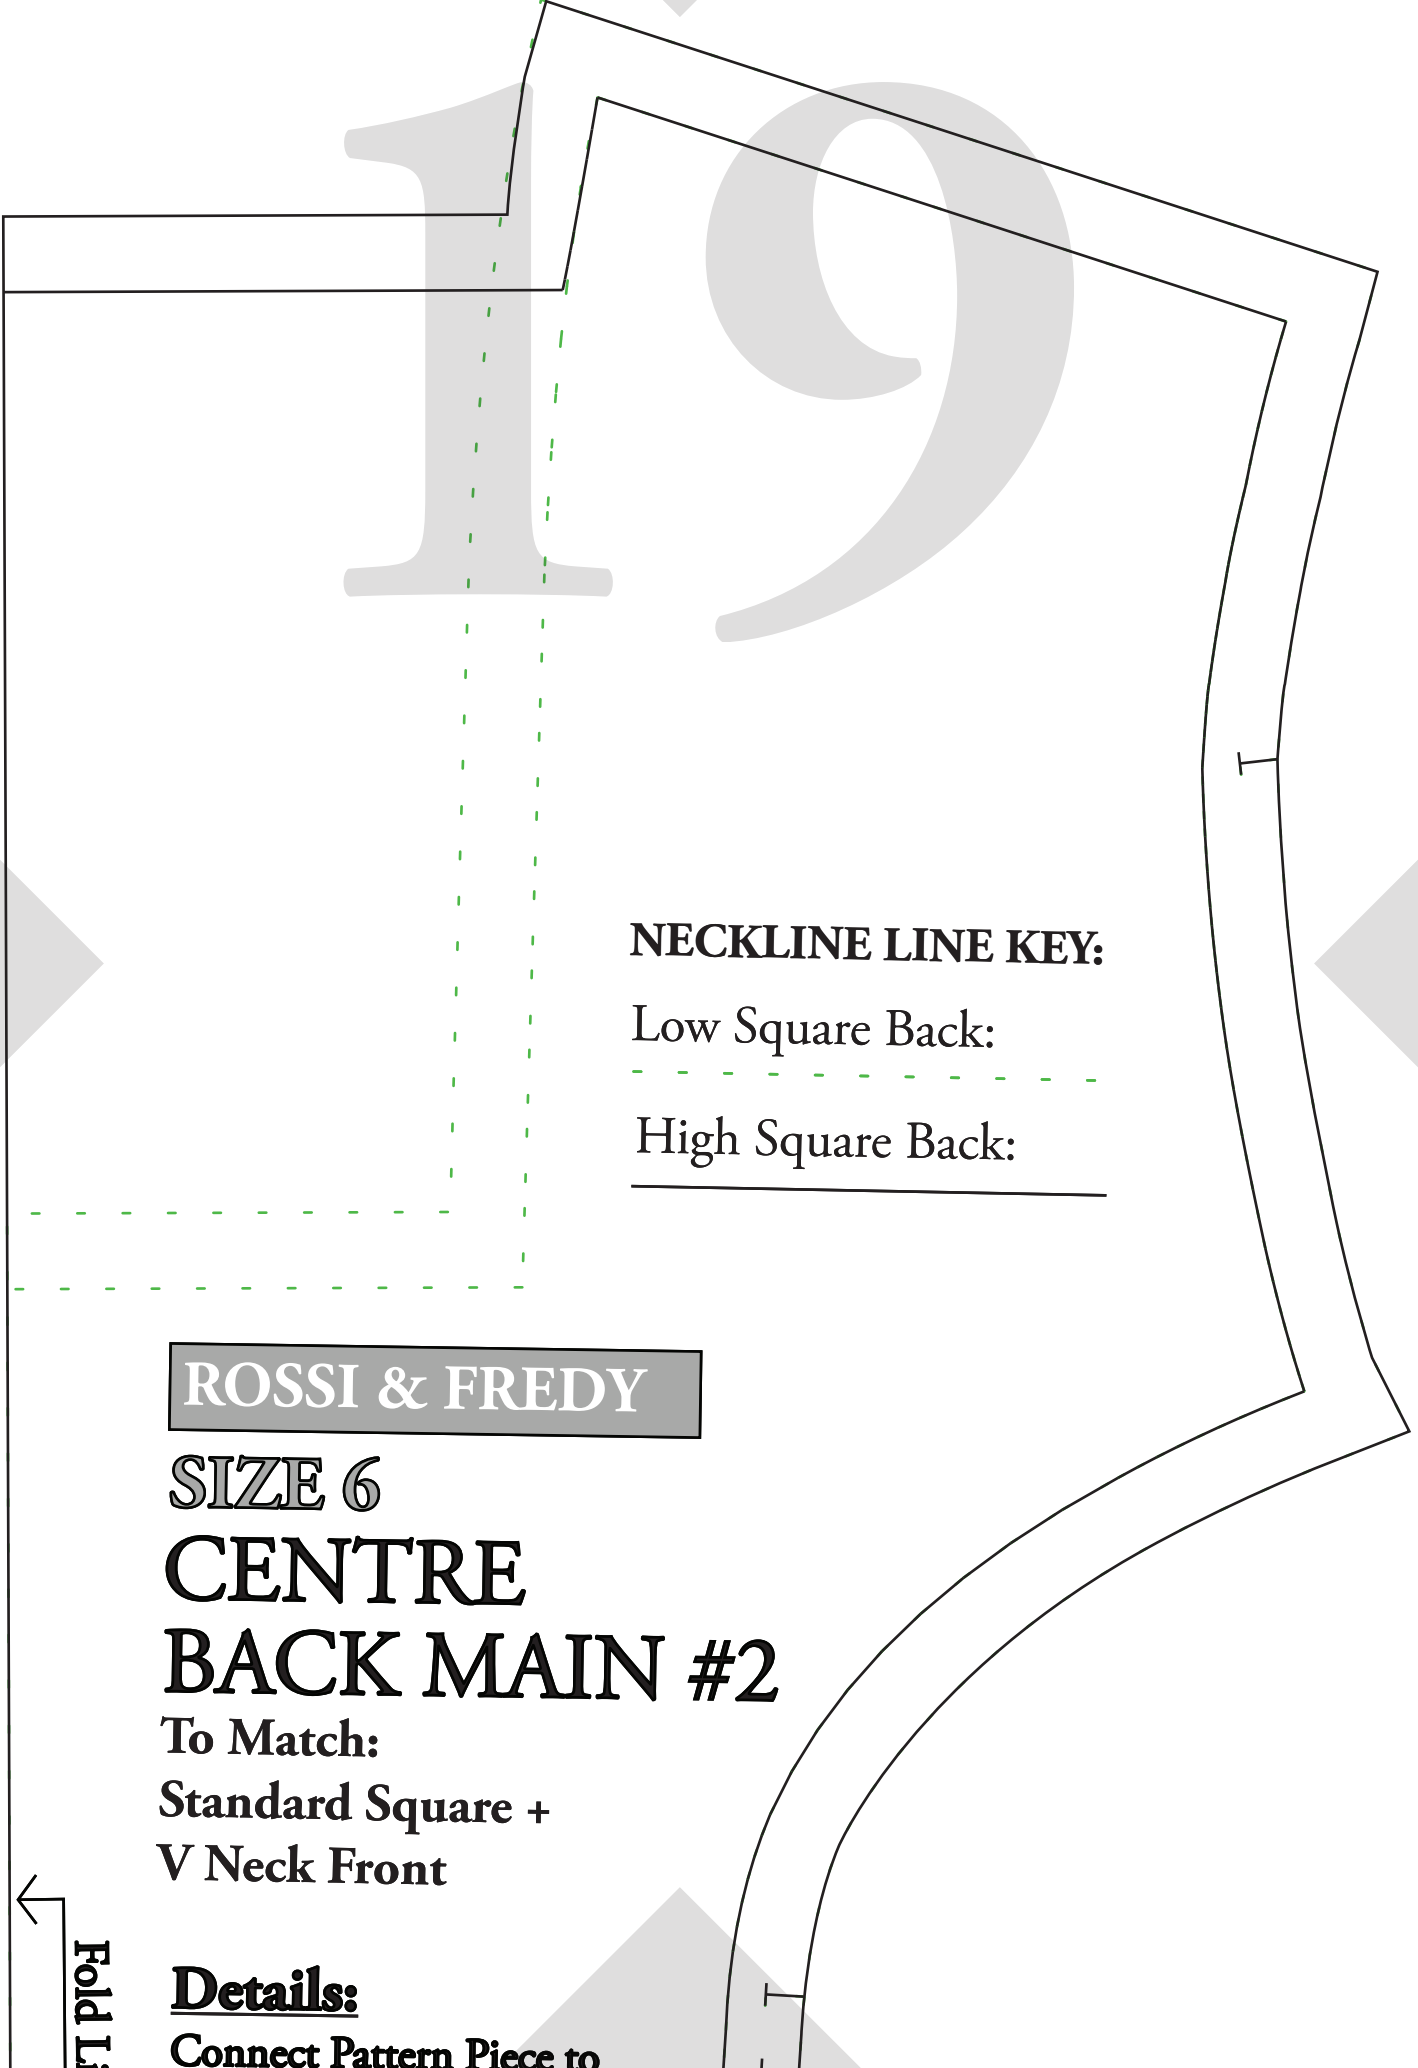 19
NECKLINE LINE KEY:
Low Square Back:
High Square Back:
ROSSI & FREDY
SIZE 6
CENTRE
BACK MAIN #2
To Match:
Standard Square +
V Neck Front
Fold
Details:
Connect Pattern Piece to